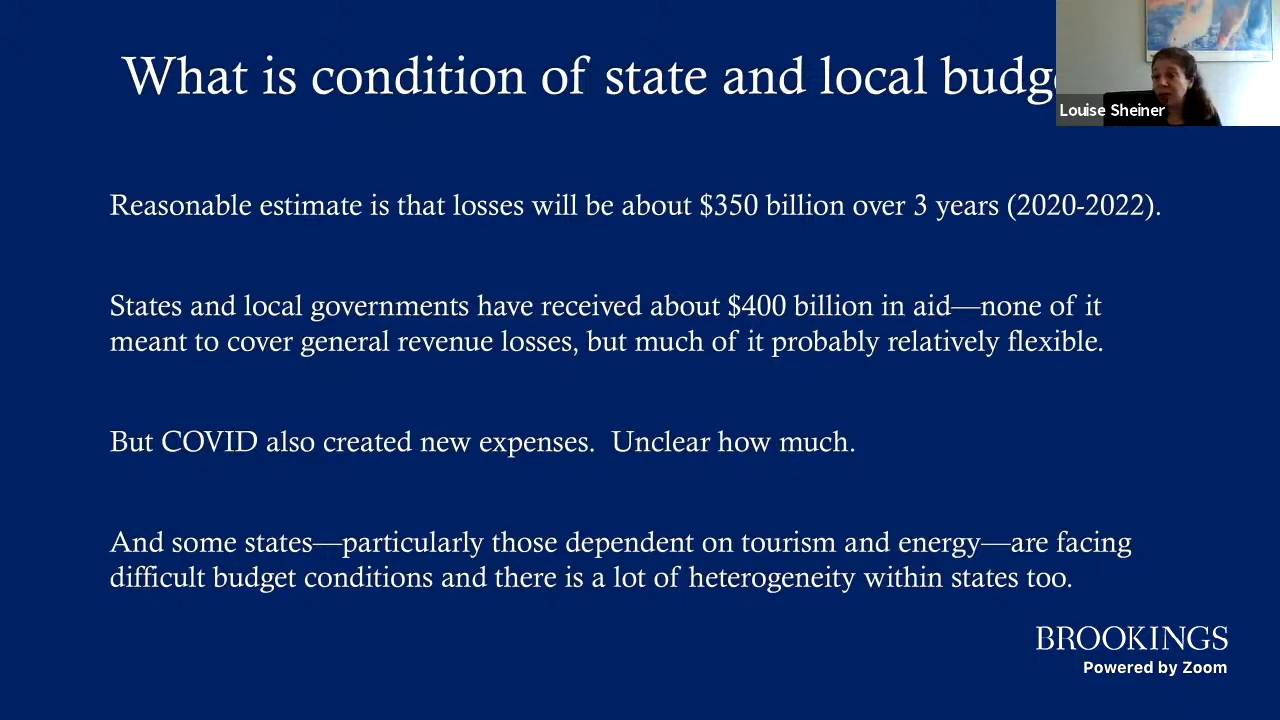 What is condition of state and local
Louise Sheiner
Reasonable estimate is that losses will be about $350 billion over 3 years (2020-2022).
States and local governments have received about $400 billion in aid—none of it
meant to cover general revenue losses, but much of it probably relatively flexible.
But COVID also created new expenses.  Unclear how much.
And some states—particularly those dependent on tourism and energy—are facing
difficult budget conditions and there is a lot of heterogeneity within states too.
BROOKINGS
Powered by Zoom